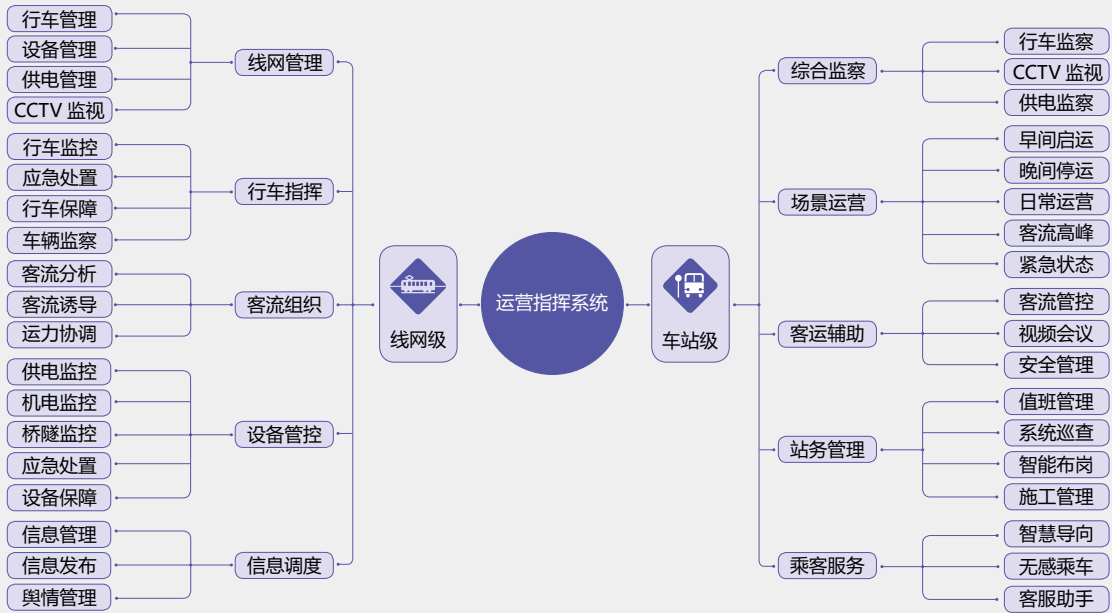 运营指挥系统
线网级
线网管理
行车管理
设备管理
供电管理
CCTV 监视
行车指挥
行车监控
应急处置
行车保障
车辆监察
客流组织
客流分析
客流诱导
运力协调
设备管控
供电监控
机电监控
桥隧监控
应急处置
设备保障
信息调度
信息管理
信息发布
舆情管理
车站级
综合监察
行车监察
CCTV 监视
供电监察
场景运营
早间启运
晚间停运
日常运营
客流高峰
紧急状态
客运辅助
客流管控
视频会议
安全管理
站务管理
值班管理
系统巡查
智能布岗
施工管理
乘客服务
智慧导向
无感乘车
客服助手